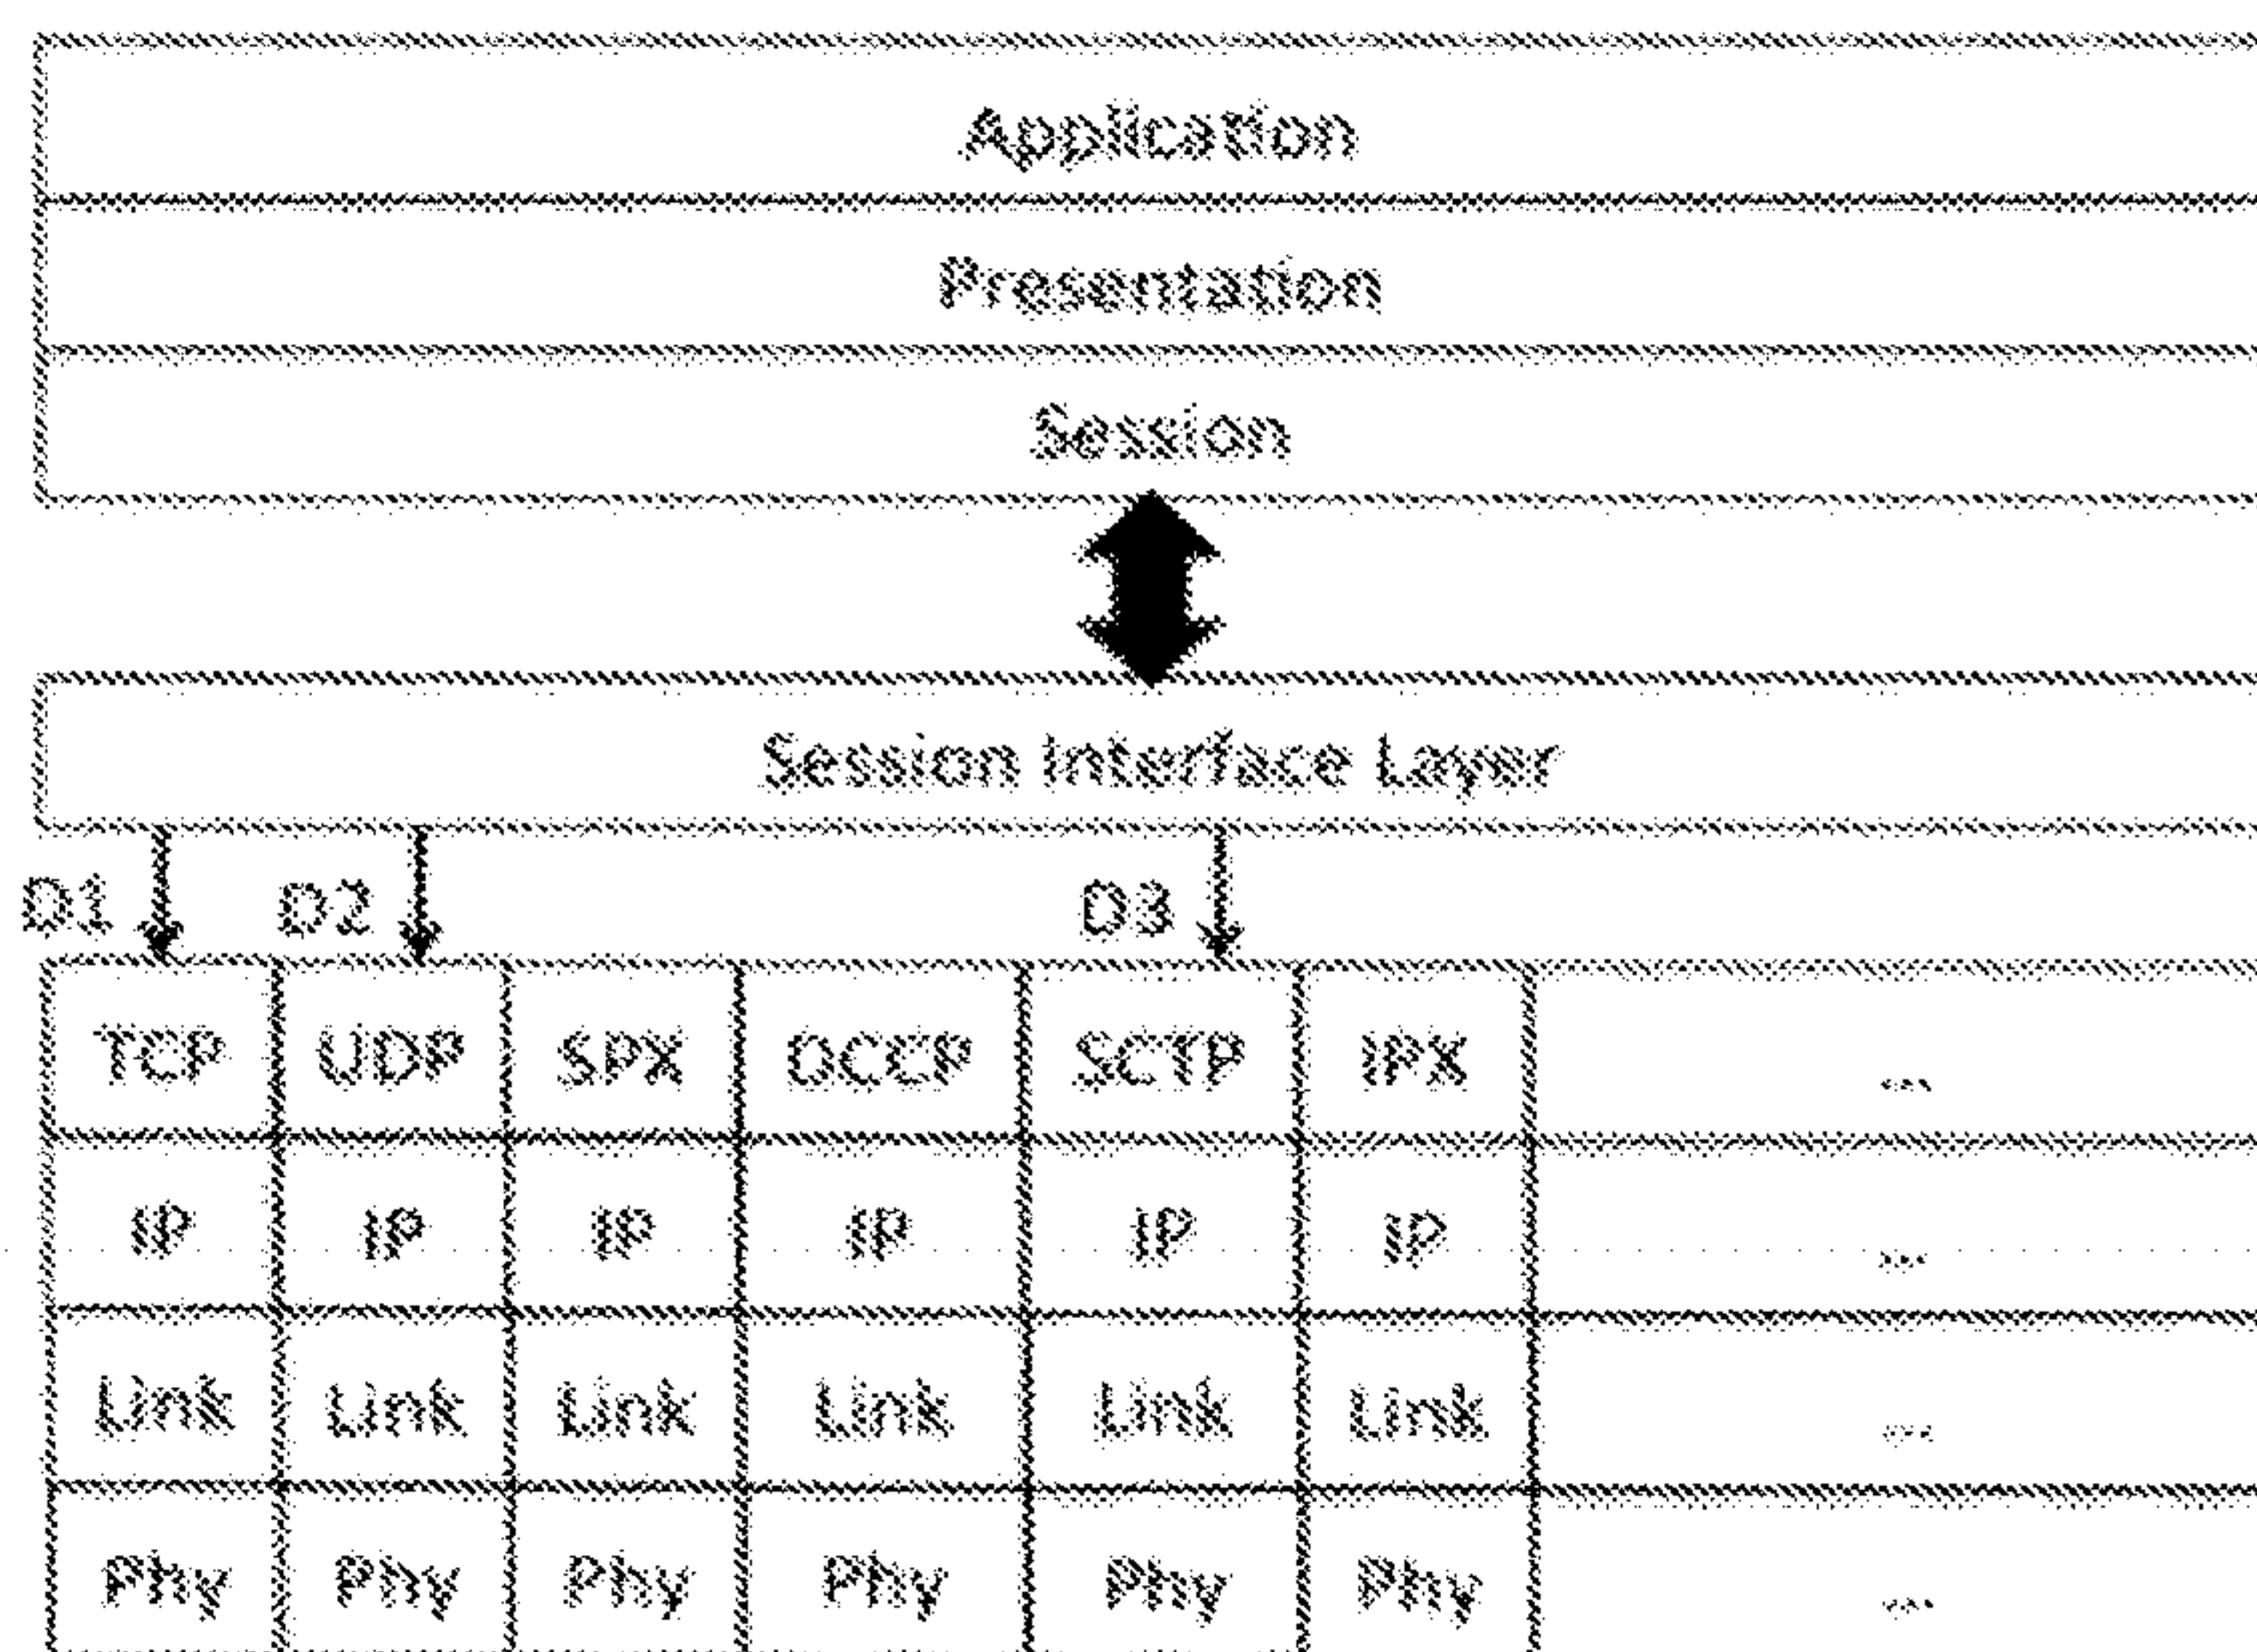 Application
Presentation
Session
Session Interface Layer
D1 D2 D3
TCP UDP SPX DCCP SCTP IPX ...
IP IP IP IP IP IP ...
Link Link Link Link Link Link ...
Phy Phy Phy Phy Phy Phy ...